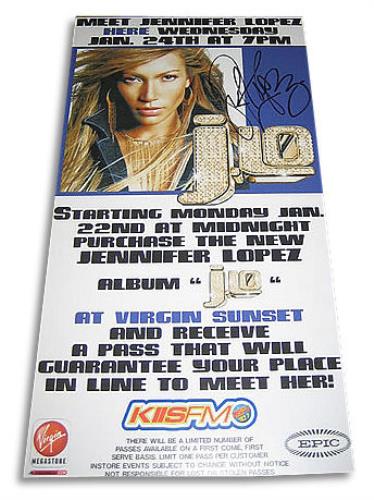 MEET JENNIFER LOPEZ
HERE WEDNESDAY
JAN. 24TH AT 7PM
j.lo
STARTING MONDAY JAN.
22ND AT MIDNIGHT
PURCHASE THE NEW
JENNIFER LOPEZ
ALBUM "j.lo"
AT VIRGIN SUNSET
AND RECEIVE
A PASS THAT WILL
GUARANTEE YOUR PLACE
IN LINE TO MEET HER!
KIISFM
Virgin
MEGASTORE
EPIC
THERE WILL BE A LIMITED NUMBER OF
PASSES AVAILABLE ON A FIRST COME, FIRST
SERVE BASIS. LIMIT ONE PASS PER CUSTOMER
INSTORE EVENTS SUBJECT TO CHANGE WITHOUT NOTICE
NOT RESPONSIBLE FOR LOST OR STOLEN PASSES